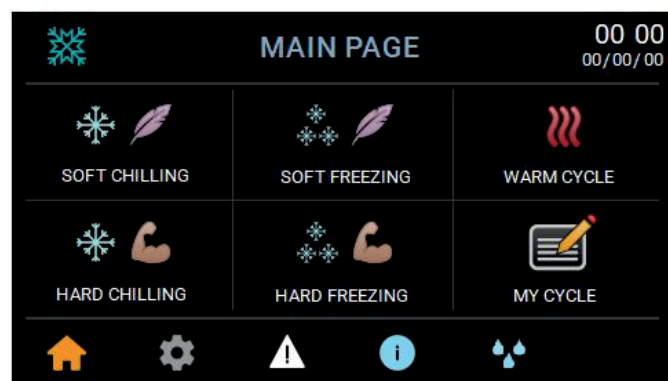 MAIN PAGE
00 00
00/00/00
SOFT CHILLING
SOFT FREEZING
WARM CYCLE
HARD CHILLING
HARD FREEZING
MY CYCLE